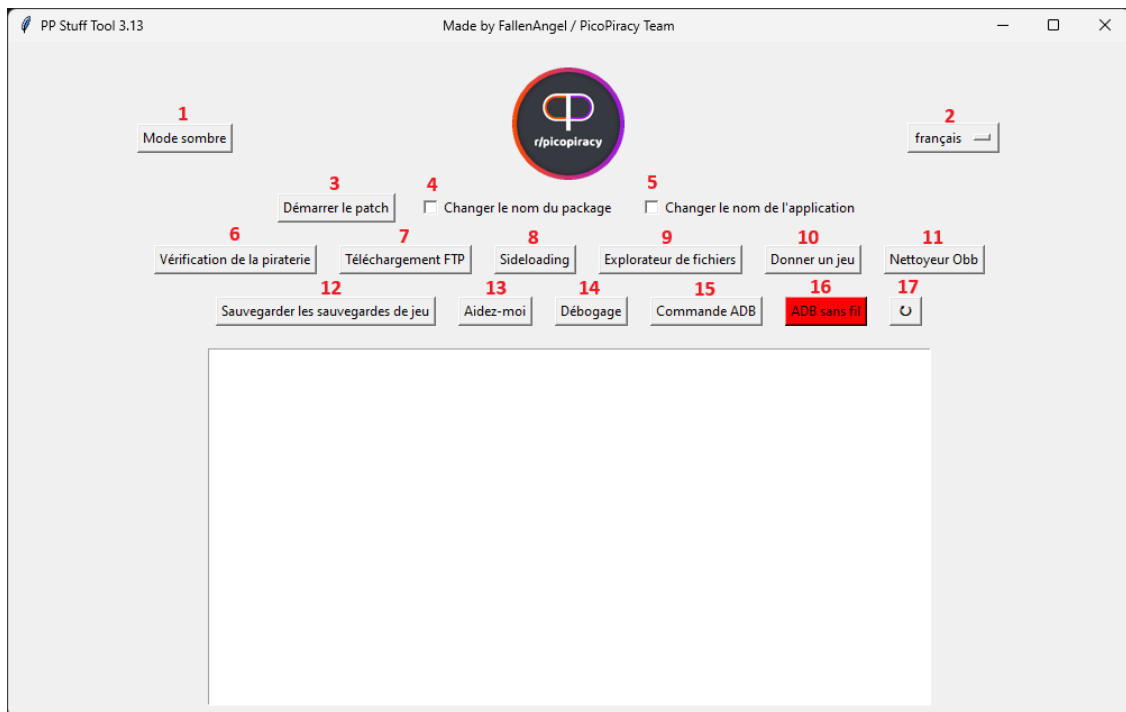 PP Stuff Tool 3.13 Made by FallenAngel / PicoPiracy Team
1
Mode sombre
r/picopiracy
2
français
3 4 5
Démarrer le patch Changer le nom du package Changer le nom de l'application
6 7 8 9 10 11
Vérification de la piraterie Téléchargement FTP Sideloading Explorateur de fichiers Donner un jeu Nettoyeur Obb
12 13 14 15 16 17
Sauvegarder les sauvegardes de jeu Aidez-moi Débogage Commande ADB ADB sans fil ↻